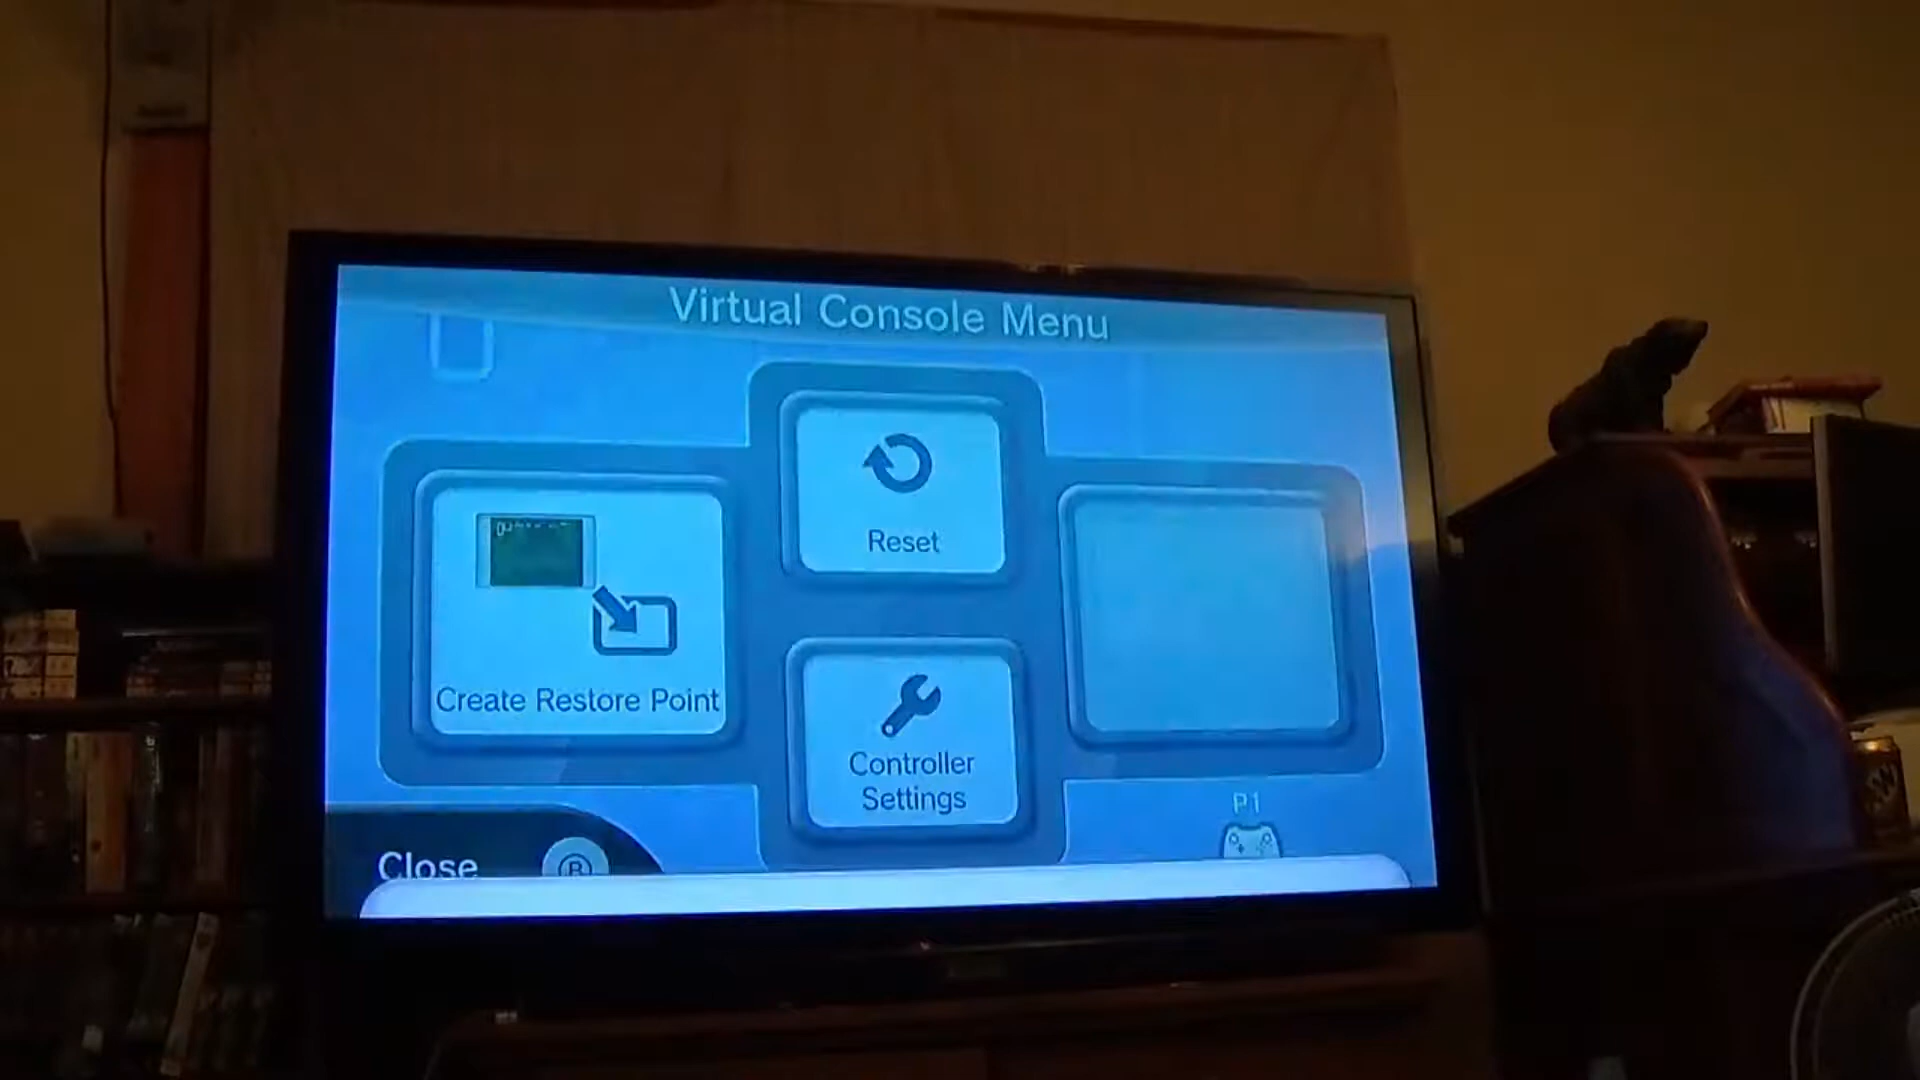 Virtual Console Menu
Reset
Create Restore Point
Controller
Settings
P1
Close
B